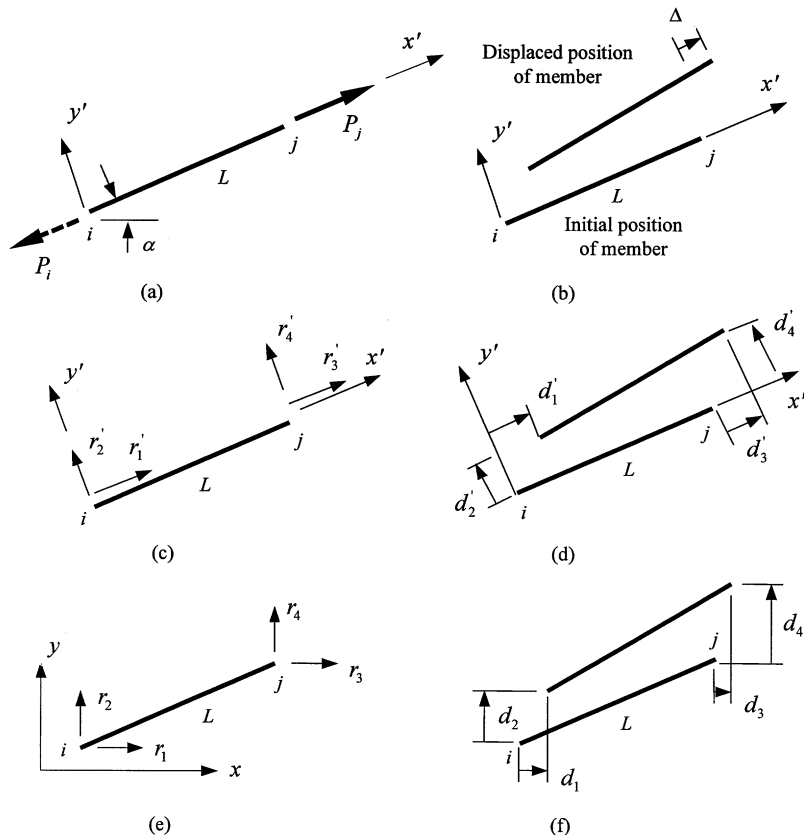 x'
y'
P_j
j
L
i
α
P_i
(a)
Δ
Displaced position
of member
x'
y'
j
L
i
Initial position
of member
(b)
r'_4
r'_3
x'
y'
r'_2
r'_1
j
L
i
(c)
y'
d'_1
d'_4
x'
j
d'_3
L
d'_2
i
(d)
y
r_4
j
r_3
r_2
L
i
r_1
x
(e)
j
d_4
d_2
d_3
L
i
d_1
(f)